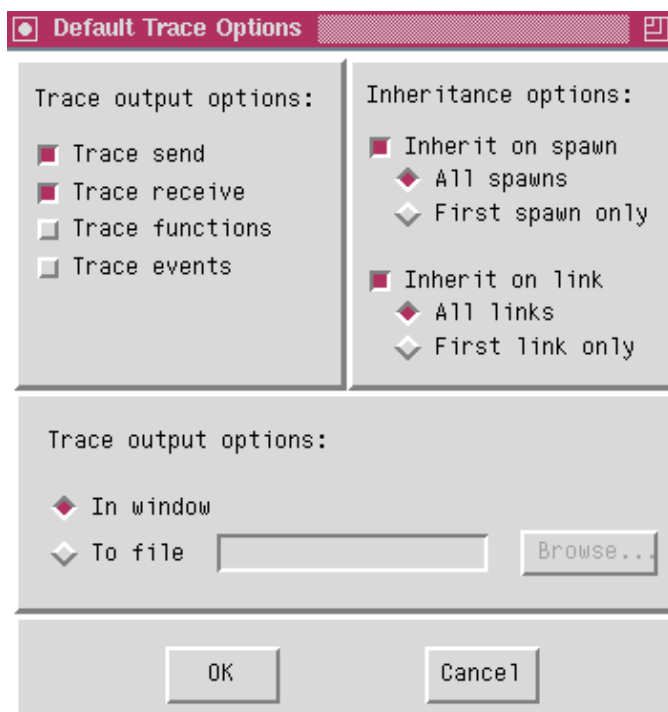 Default Trace Options
Trace output options:
Trace send
Trace receive
Trace functions
Trace events
Inheritance options:
Inherit on spawn
All spawns
First spawn only
Inherit on link
All links
First link only
Trace output options:
In window
To file
Browse...
OK
Cancel